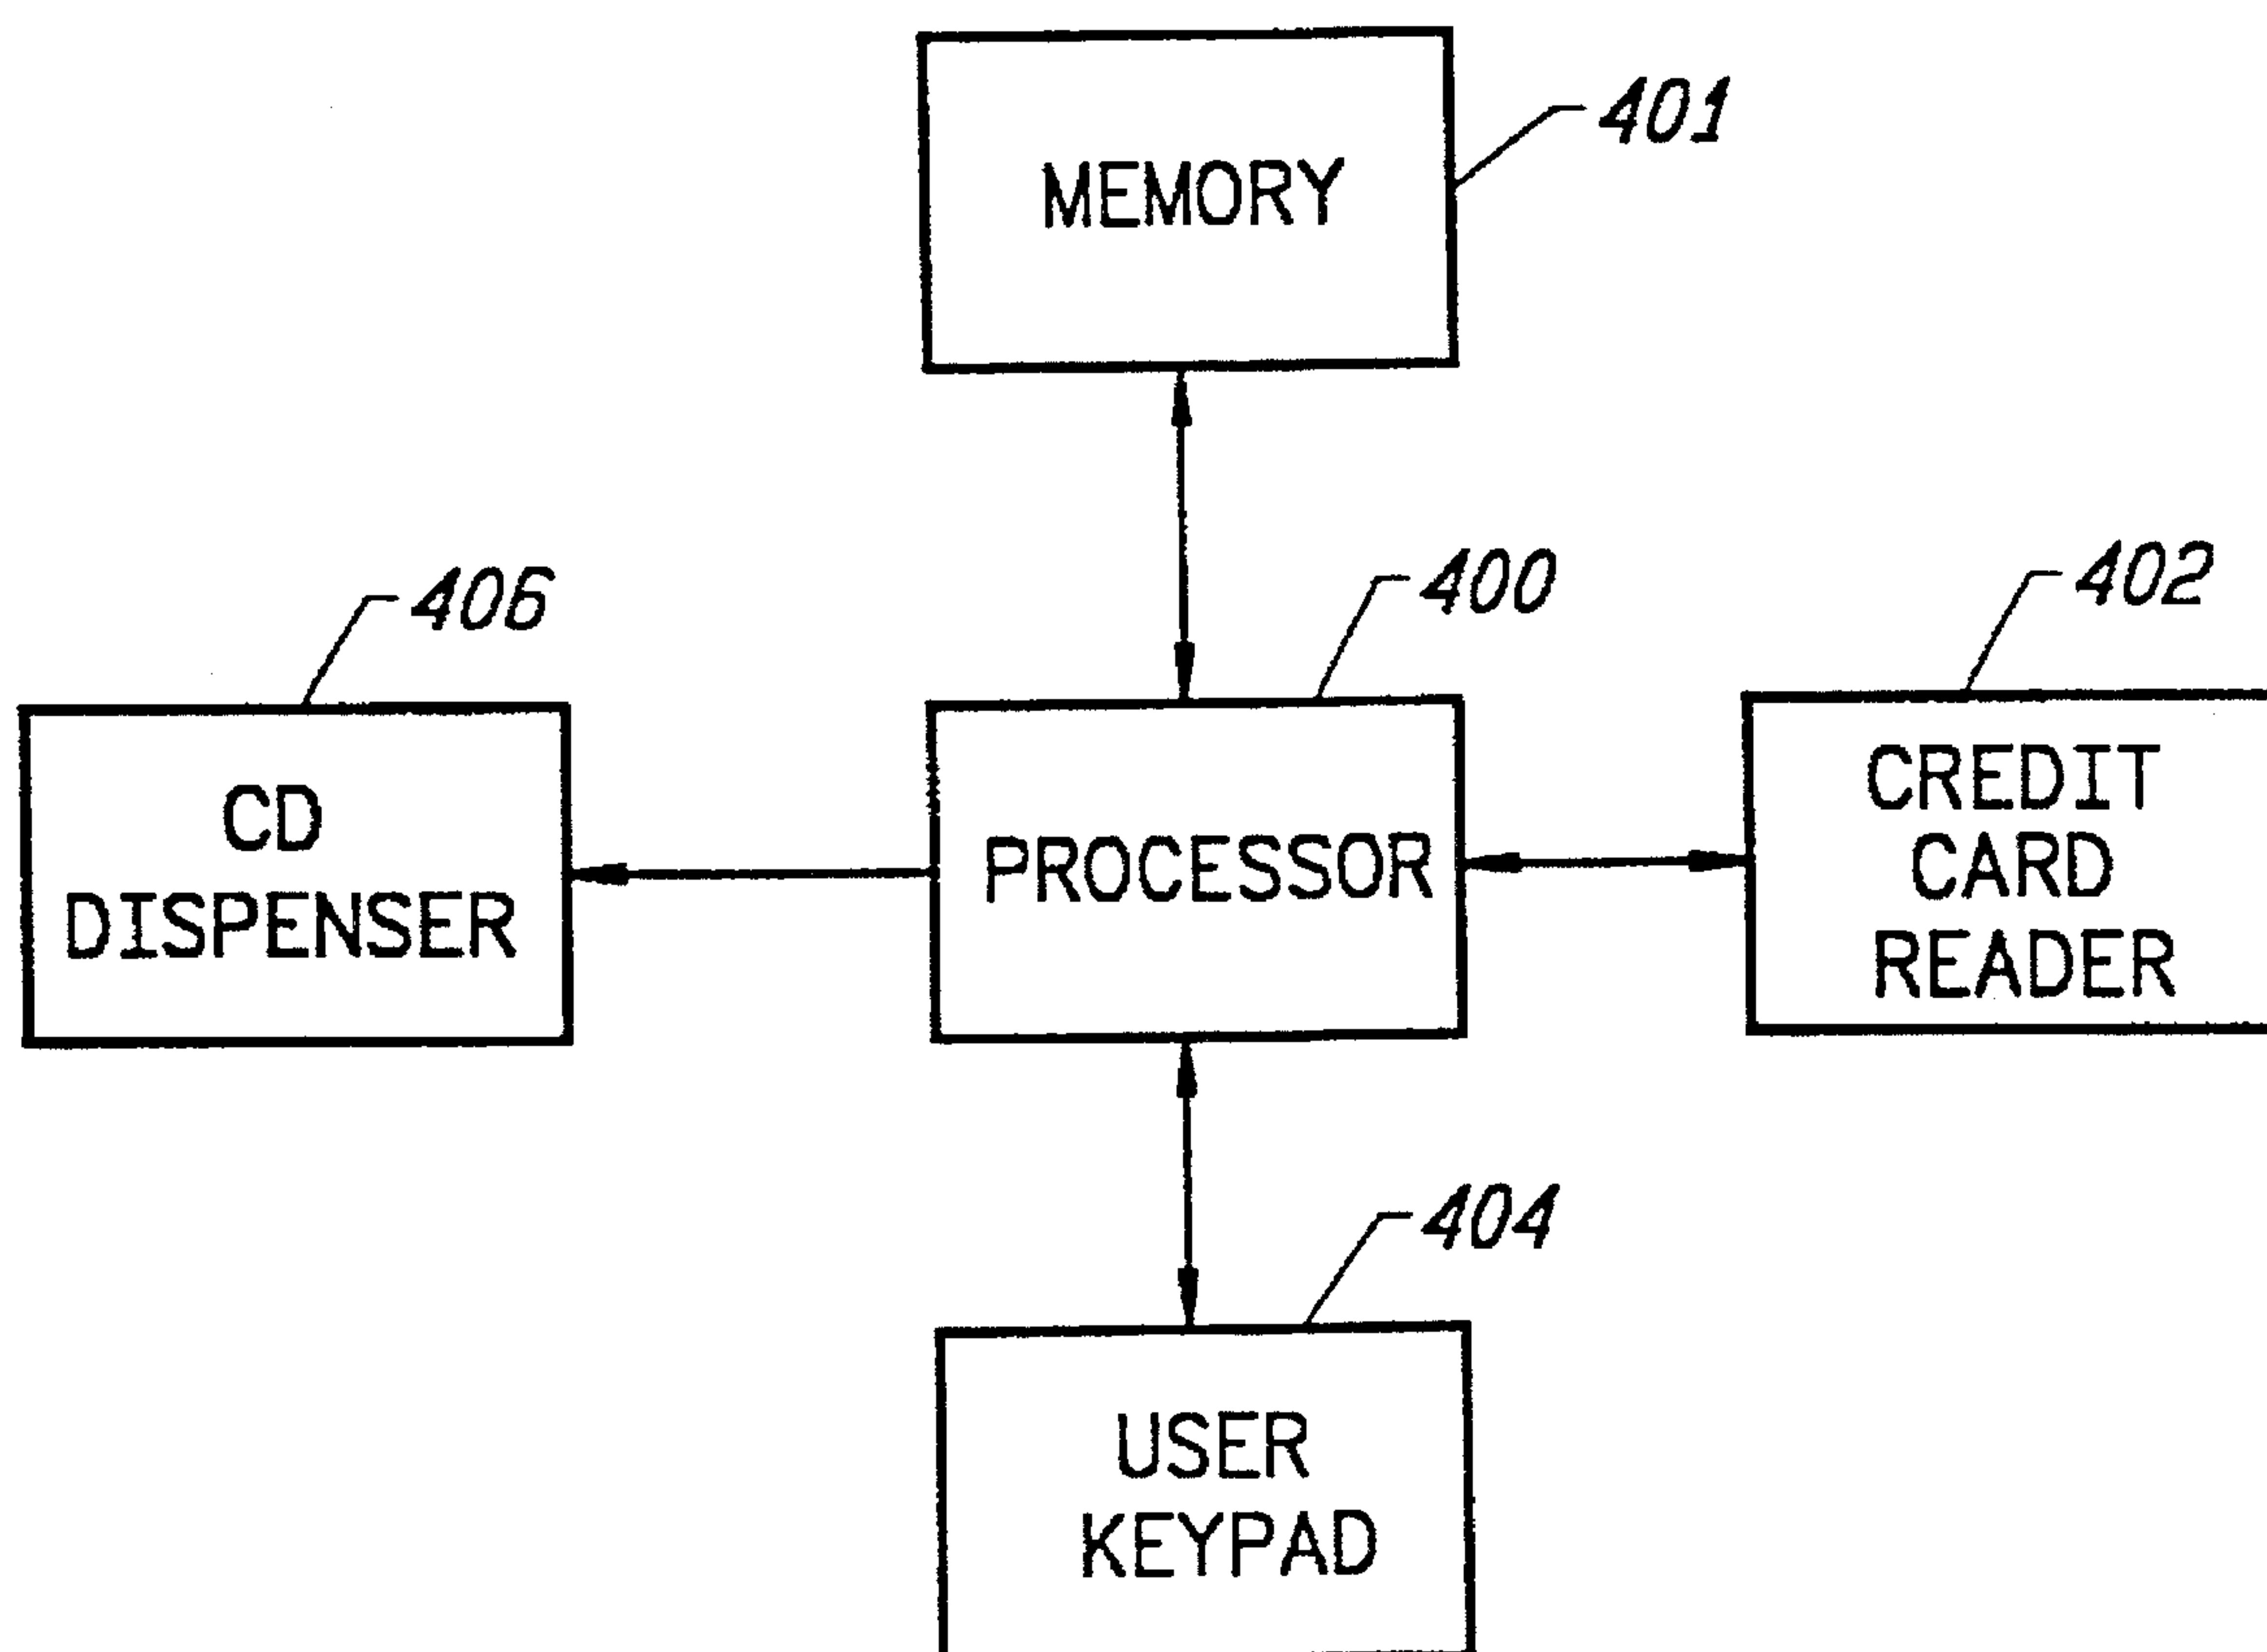 401
MEMORY
406
400
402
CD
DISPENSER
PROCESSOR
CREDIT
CARD
READER
404
USER
KEYPAD